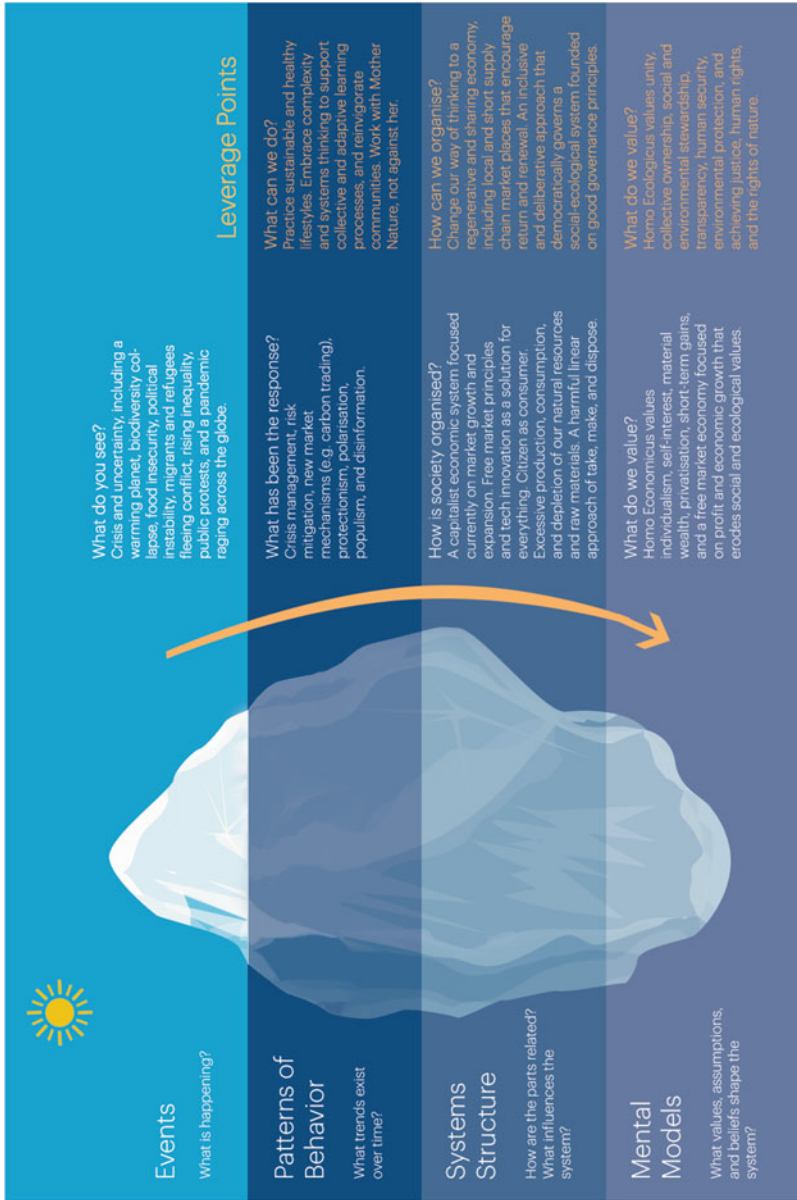 Events
What is happening?
What do you see?
Crisis and uncertainty, including a
warming planet, biodiversity col-
lapse, food insecurity, political
instability, migrants and refugees
fleeing conflict, rising inequality,
public protests, and a pandemic
raging across the globe.
Leverage Points
Patterns of
Behavior
What trends exist
over time?
What has been the response?
Crisis management, risk
mitigation, new market
mechanisms (e.g. carbon trading),
protectionism, polarisation,
populism, and disinformation.
What can we do?
Practice sustainable and healthy
lifestyles. Embrace complexity
and systems thinking to support
collective and adaptive learning
processes, and reinvigorate
communities. Work with Mother
Nature, not against her.
Systems
Structure
How are the parts related?
What influences the
system?
How is society organised?
A capitalist economic system focused
currently on market growth and
expansion. Free market principles
and tech innovation as a solution for
everything. Citizen as consumer.
Excessive production, consumption,
and depletion of our natural resources
and raw materials. A harmful linear
approach of take, make, and dispose.
How can we organise?
Change our way of thinking to a
regenerative and sharing economy,
including local and short supply
chain market places that encourage
return and renewal. An inclusive
and deliberative approach that
democratically governs a
social-ecological system founded
on good governance principles.
Mental
Models
What values, assumptions,
and beliefs shape the
system?
What do we value?
Homo Economicus values
individualism, self-interest, material
wealth, privatisation, short-term gains,
and a free market economy focused
on profit and economic growth that
erodes social and ecological values.
What do we value?
Homo Ecologicus values unity,
collective ownership, social and
environmental stewardship,
transparency, human security,
environmental protection, and
achieving justice, human rights,
and the rights of nature.